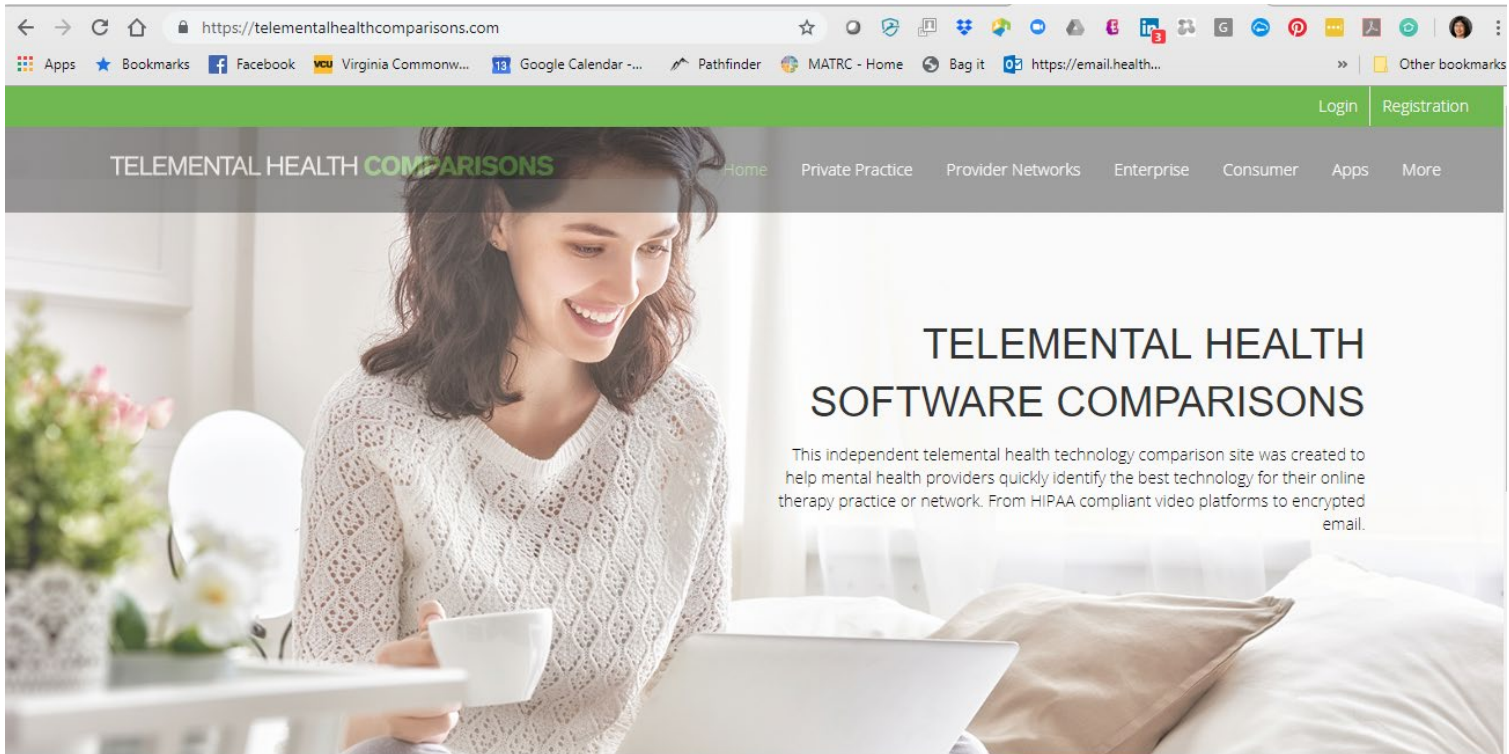 https://telementalhealthcomparisons.com
3
G
Apps Bookmarks Facebook VCU Virginia Commonw... 13 Google Calendar -... Pathfinder MATRC - Home Bag it https://email.health... » Other bookmarks
Login Registration
TELEMENTAL HEALTH COMPARISONS
Home Private Practice Provider Networks Enterprise Consumer Apps More
TELEMENTAL HEALTH
SOFTWARE COMPARISONS
This independent telemental health technology comparison site was created to
help mental health providers quickly identify the best technology for their online
therapy practice or network. From HIPAA compliant video platforms to encrypted
email.